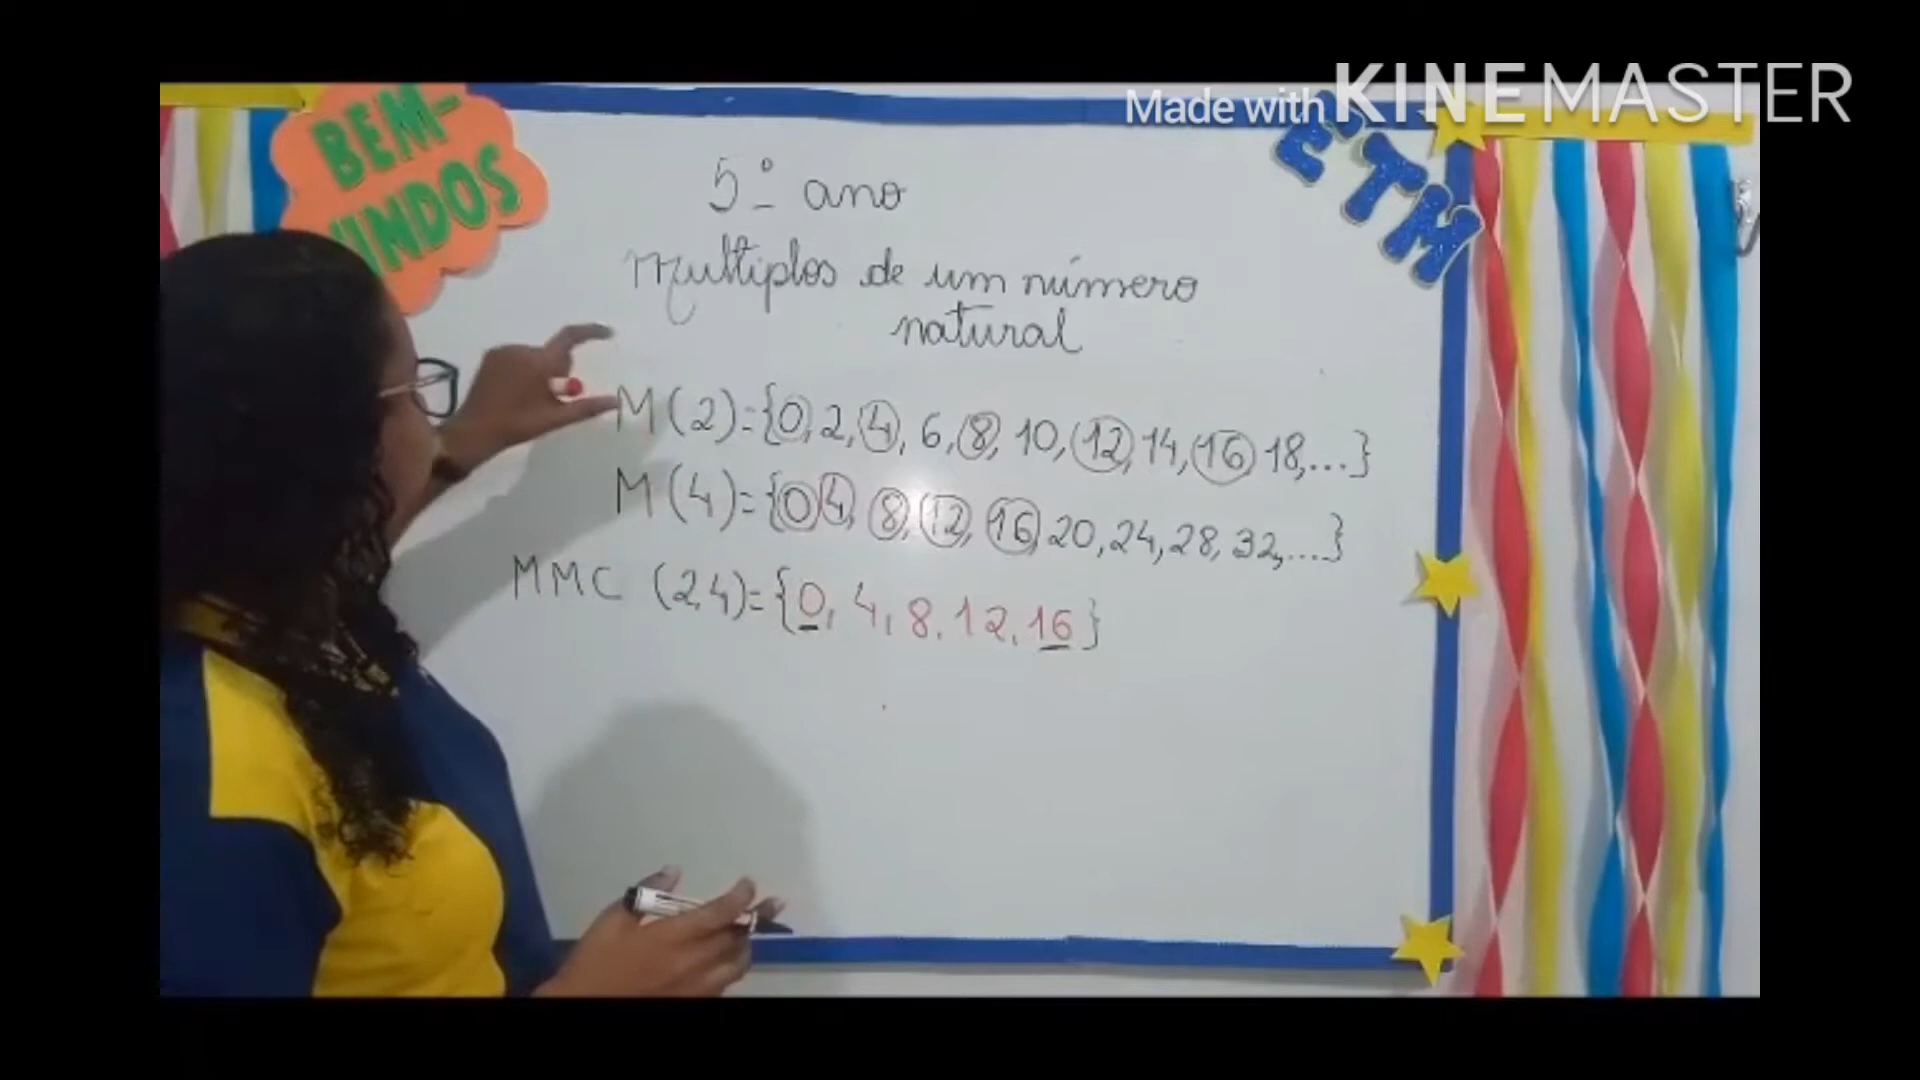 Made with KINEMASTER
BEM-
VINDOS
ETM
5º ano
Multiplos de um número
natural
M(2)={0,2,4,6,8,10,12,14,16 18,...}
M(4)={0 4,8,12,16,20,24,28,32,....}
MMC (2,4)={0,4,8,12,16}